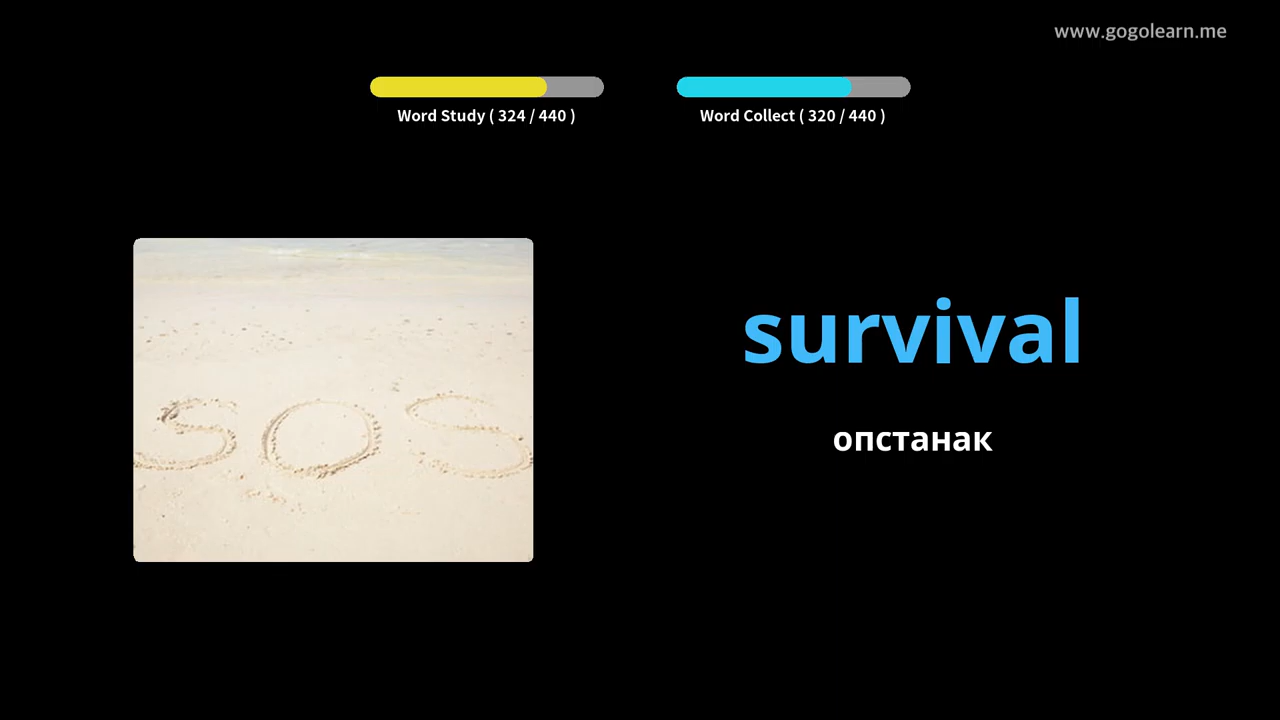 www.gogolearn.me
Word Study ( 324 / 440 )
Word Collect ( 320 / 440 )
SOS
survival
опстанак